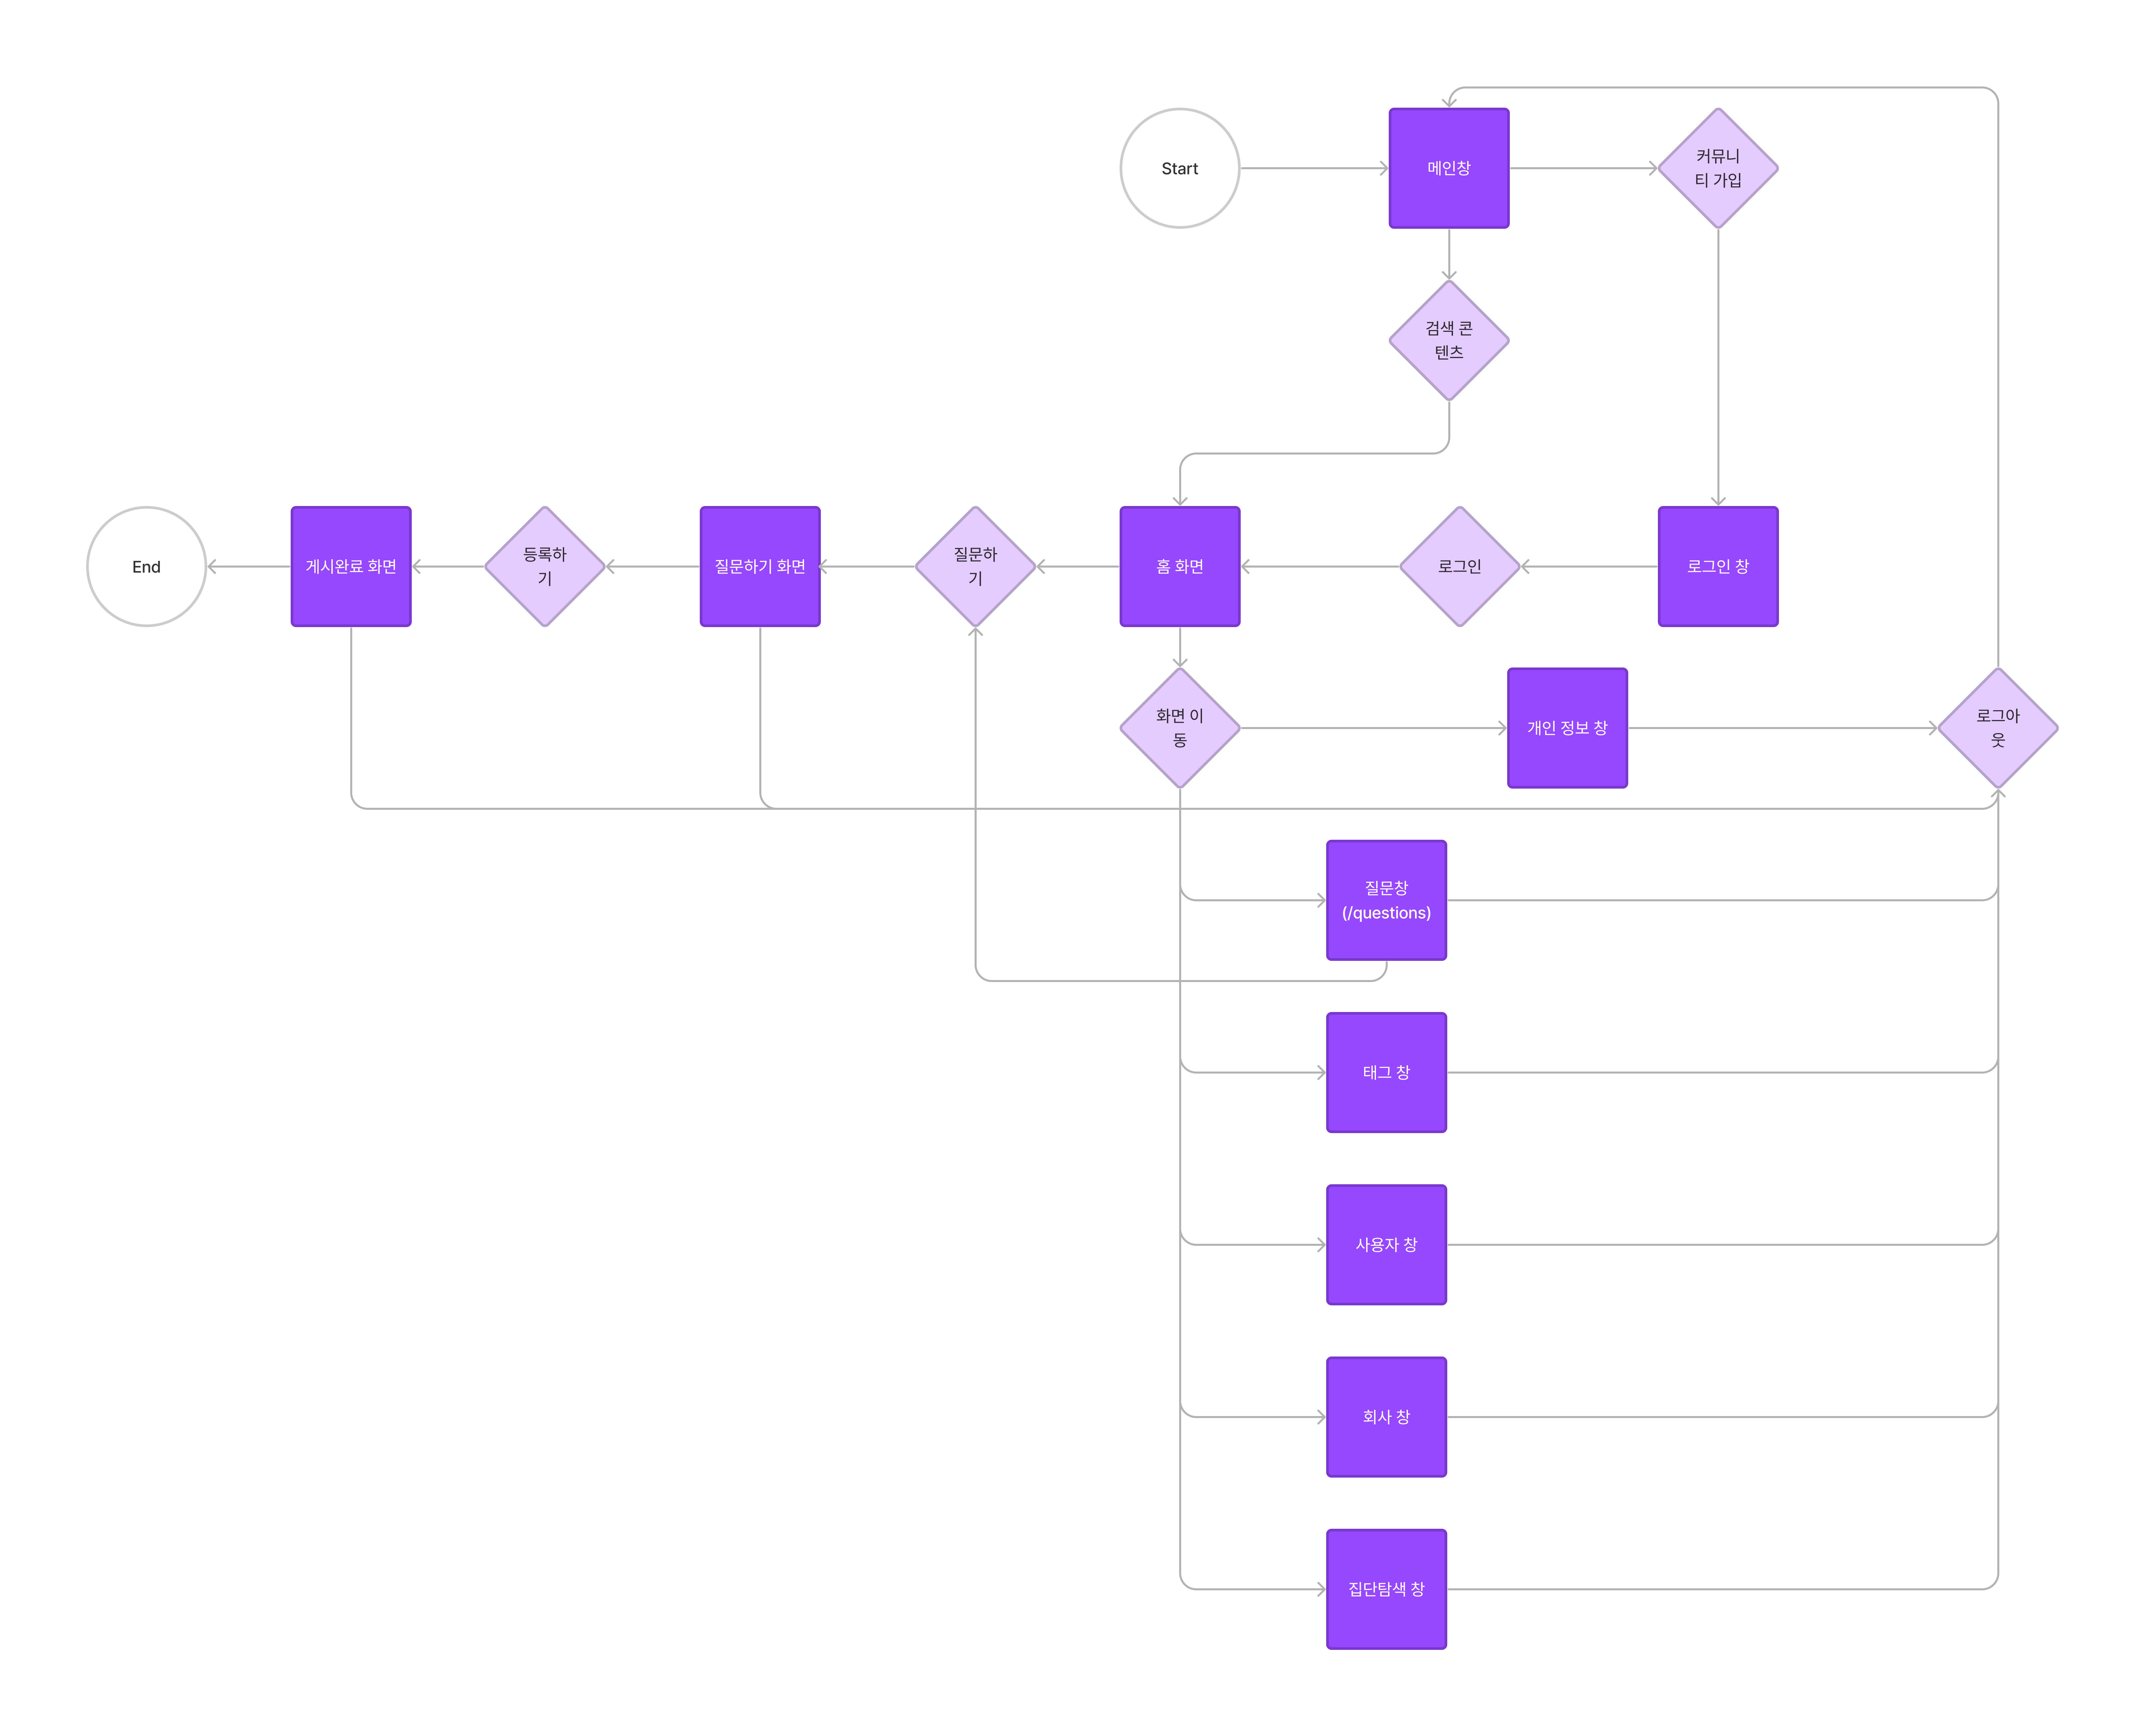 Start
메인창
커뮤니
티 가입
검색 콘
텐츠
End
게시완료 화면
등록하
기
질문하기 화면
질문하
기
홈 화면
로그인
로그인 창
화면 이
동
개인 정보 창
로그아
웃
질문창
(/questions)
태그 창
사용자 창
회사 창
집단탐색 창